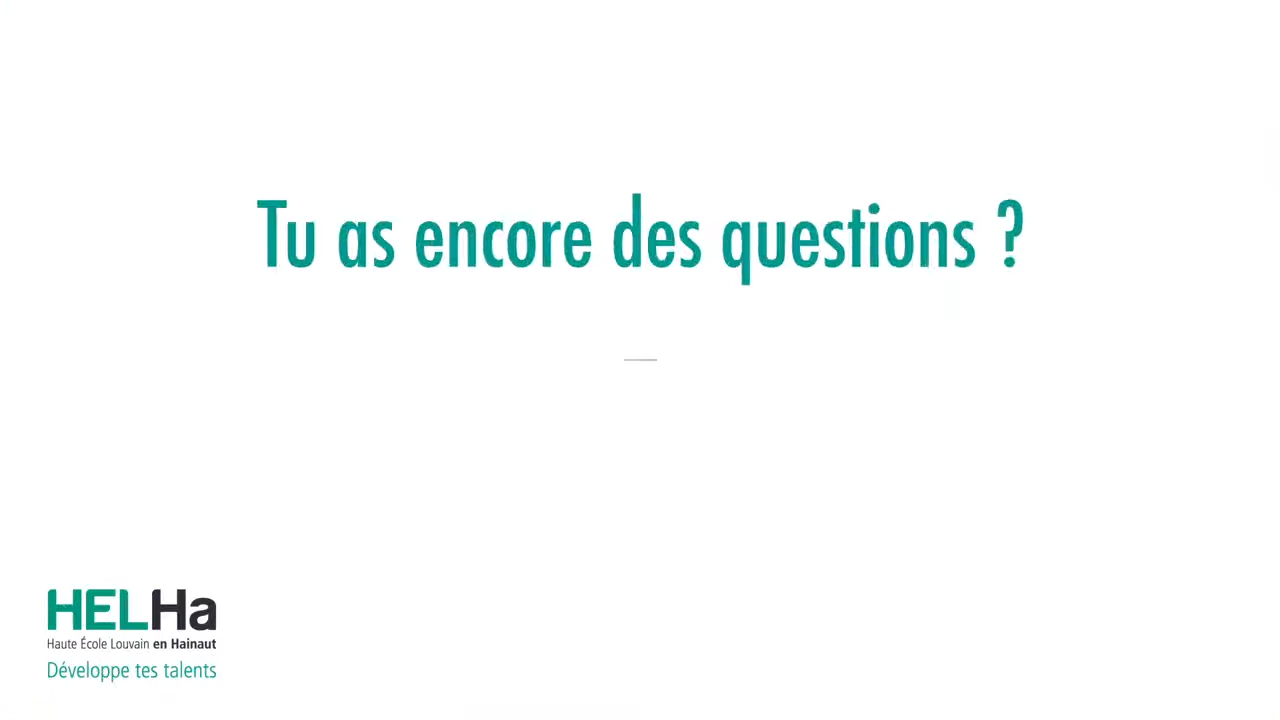 Tu as encore des questions ?
HELHa
Haute École Louvain en Hainaut
Développe tes talents